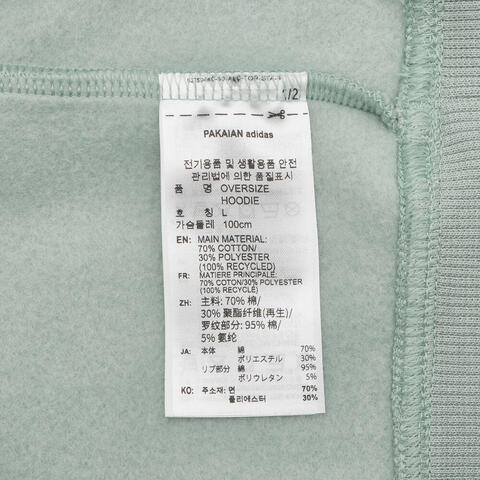 1/2
PAKAIAN adidas
전기용품 및 생활용품 안전
관리법에 의한 품질표시
품 명 OVERSIZE
HOODIE
호 칭 L
가슴둘레 100cm
EN: MAIN MATERIAL:
70% COTTON/
30% POLYESTER
(100% RECYCLED)
FR: MATIERE PRINCIPALE:
70% COTON/30% POLYESTER
(100% RECYCLÉ)
ZH: 主料: 70% 棉/
30% 聚酯纤维(再生)/
罗纹部分: 95% 棉/
5% 氨纶
JA: 本体 綿 70%
ポリエステル 30%
リブ部分 綿 95%
ポリウレタン 5%
KO: 주소재: 면 70%
폴리에스터 30%